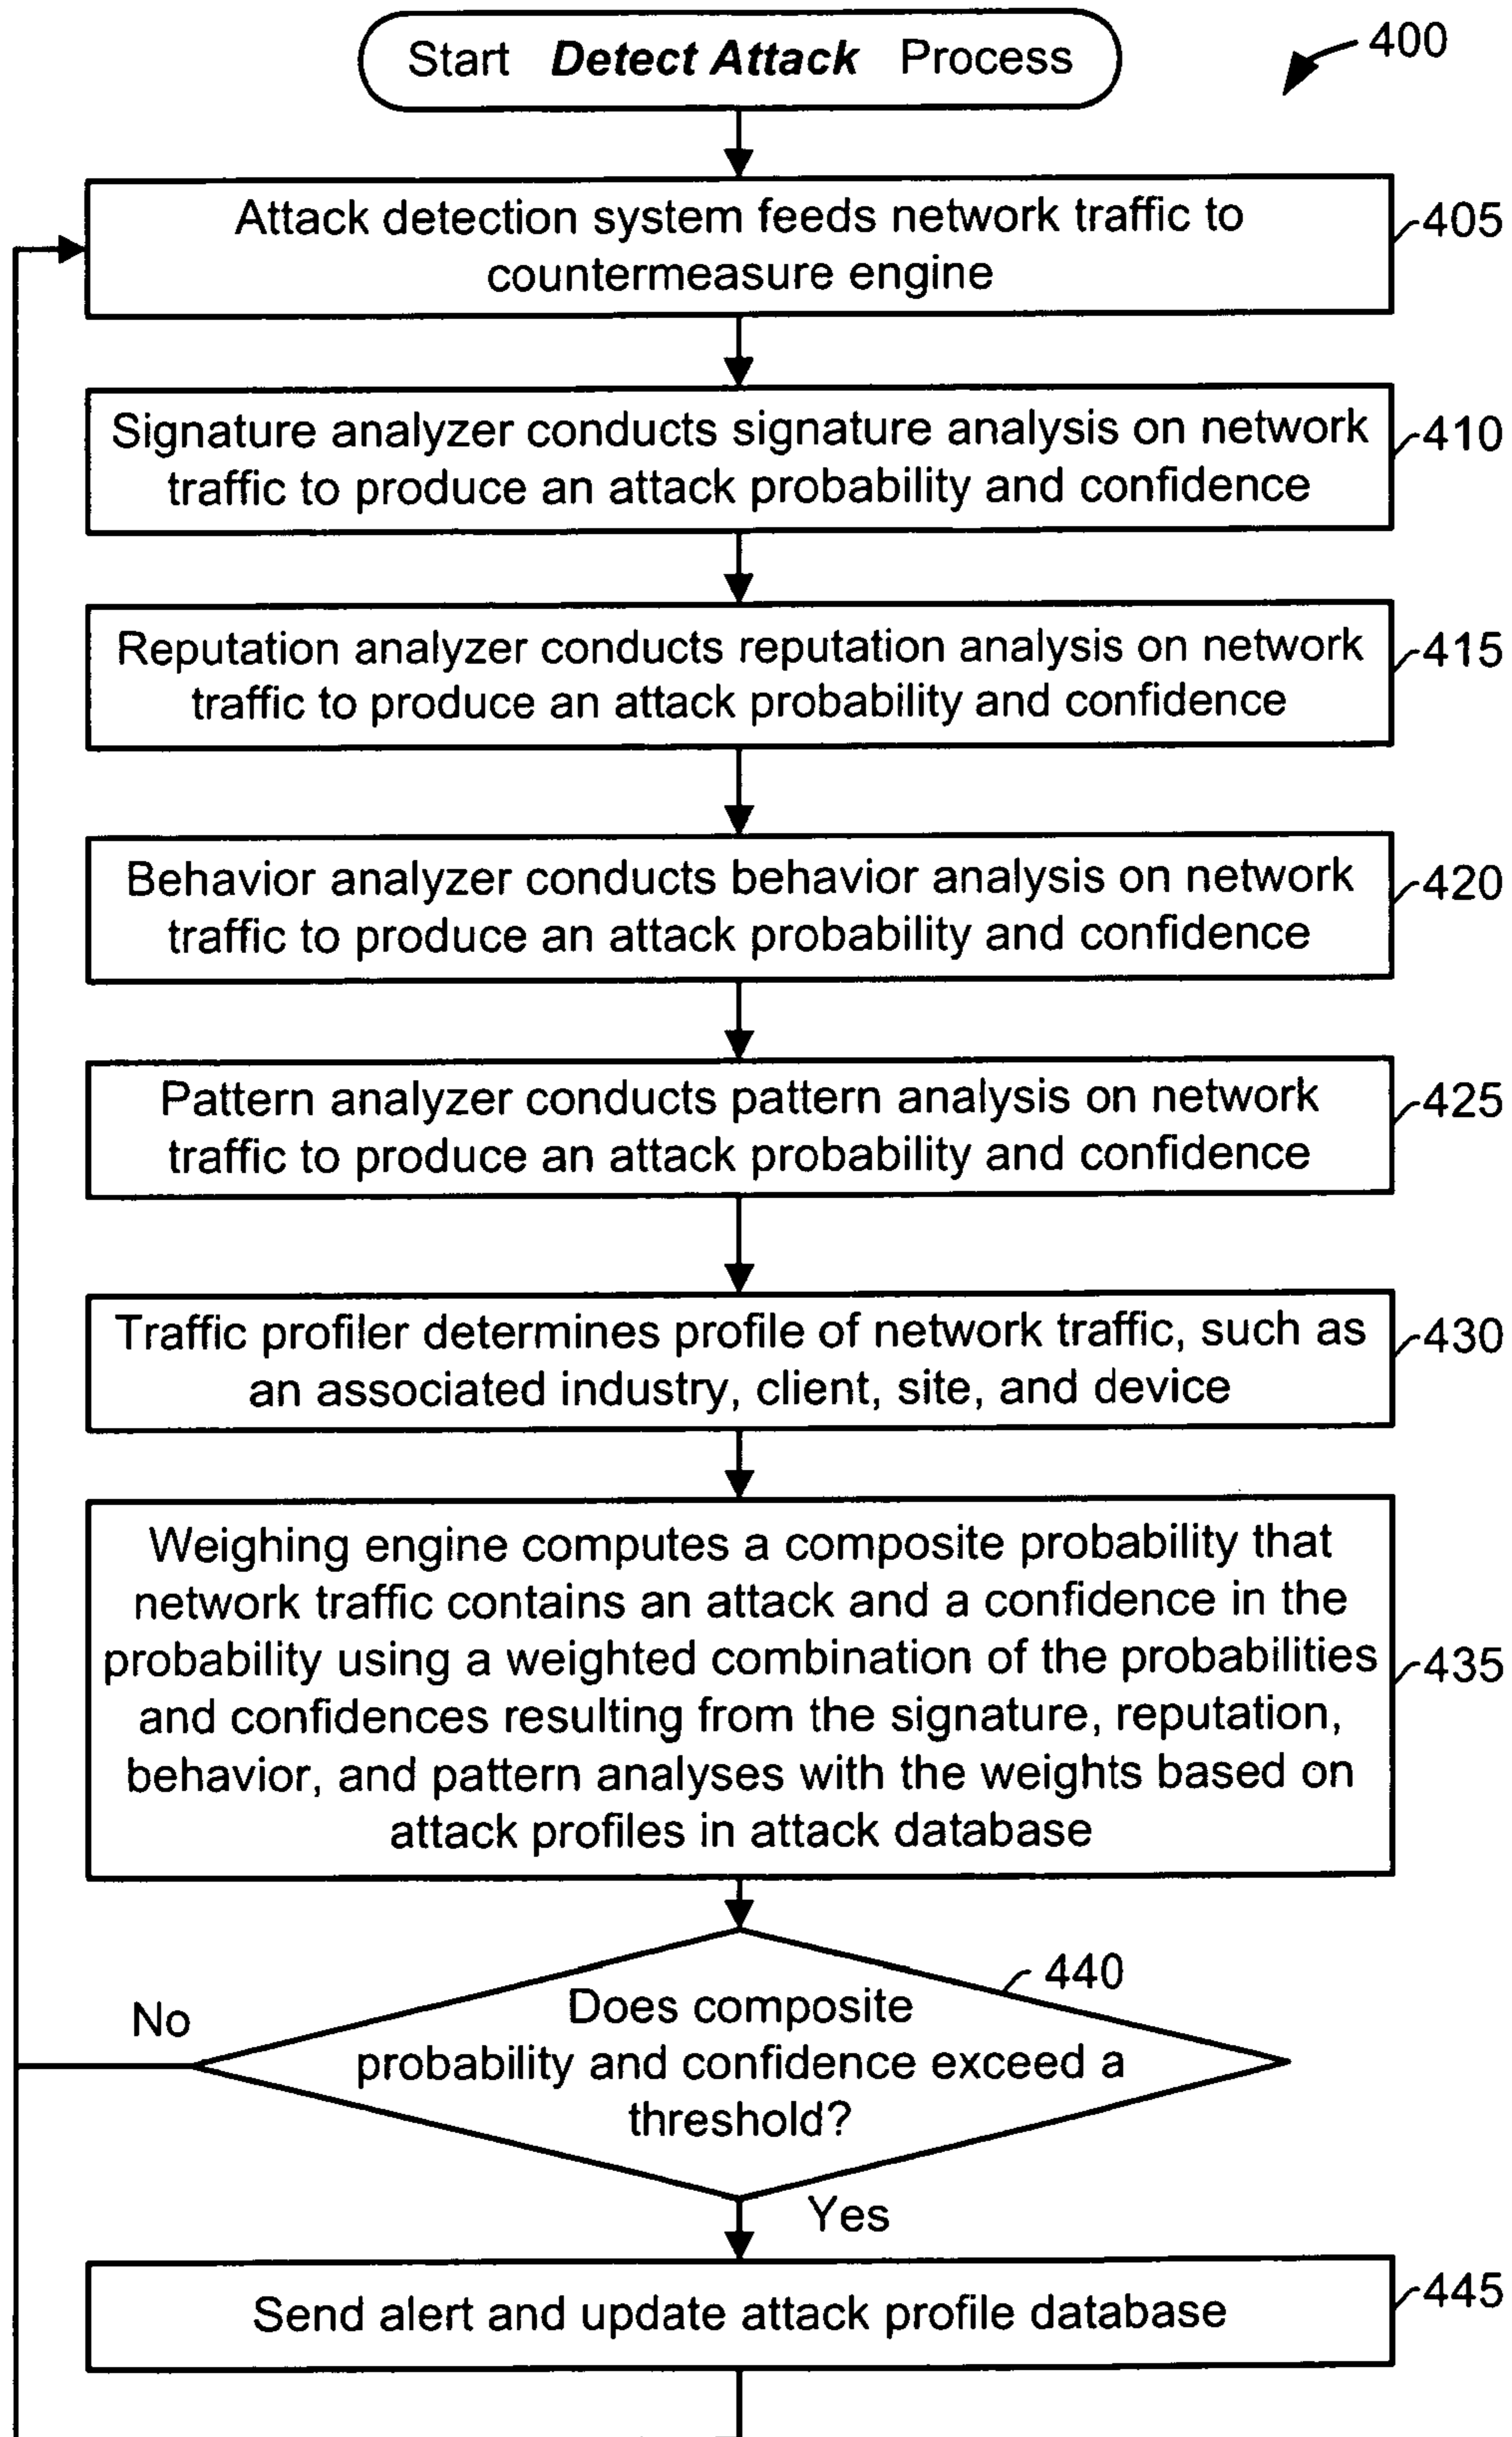 Start Detect Attack Process
400
Attack detection system feeds network traffic to
countermeasure engine
405
Signature analyzer conducts signature analysis on network
traffic to produce an attack probability and confidence
410
Reputation analyzer conducts reputation analysis on network
traffic to produce an attack probability and confidence
415
Behavior analyzer conducts behavior analysis on network
traffic to produce an attack probability and confidence
420
Pattern analyzer conducts pattern analysis on network
traffic to produce an attack probability and confidence
425
Traffic profiler determines profile of network traffic, such as
an associated industry, client, site, and device
430
Weighing engine computes a composite probability that
network traffic contains an attack and a confidence in the
probability using a weighted combination of the probabilities
and confidences resulting from the signature, reputation,
behavior, and pattern analyses with the weights based on
attack profiles in attack database
435
440
Does composite
probability and confidence exceed a
threshold?
No
Yes
Send alert and update attack profile database
445